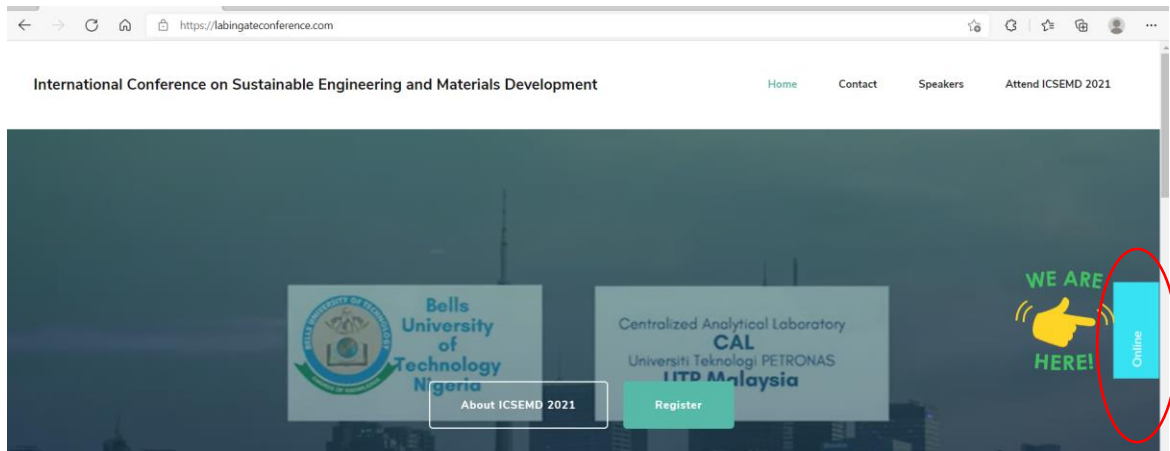 https://labingateconference.com
International Conference on Sustainable Engineering and Materials Development
Home Contact Speakers Attend ICSEMD 2021
WE ARE
HERE!
Online
Bells
University
of
Technology
Nigeria
Centralized Analytical Laboratory
CAL
Universiti Teknologi PETRONAS
UTP Malaysia
About ICSEMD 2021
Register